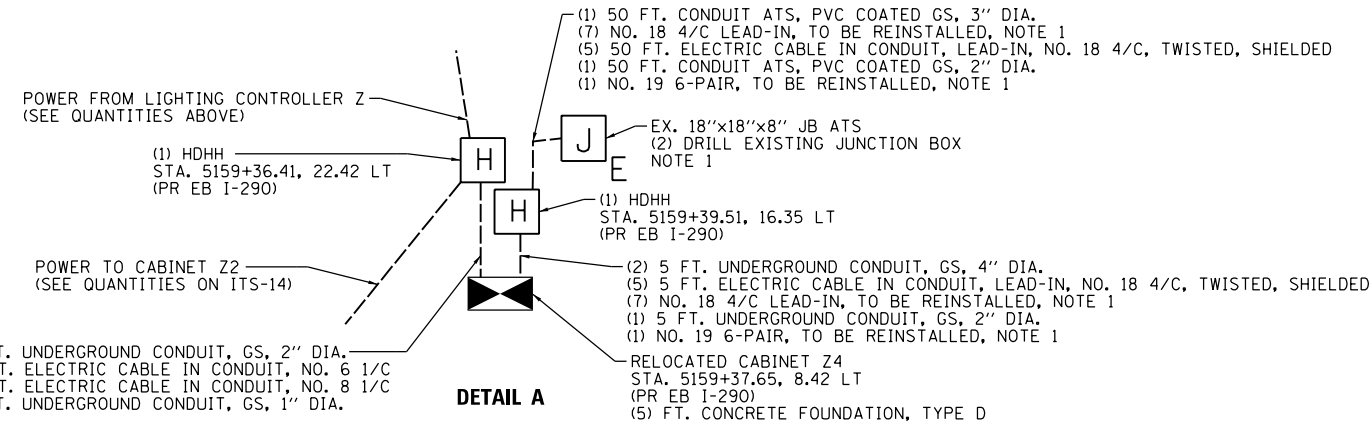 (1) 50 FT. CONDUIT ATS, PVC COATED GS, 3" DIA.
(7) NO. 18 4/C LEAD-IN, TO BE REINSTALLED, NOTE 1
(5) 50 FT. ELECTRIC CABLE IN CONDUIT, LEAD-IN, NO. 18 4/C, TWISTED, SHIELDED
(1) 50 FT. CONDUIT ATS, PVC COATED GS, 2" DIA.
(1) NO. 19 6-PAIR, TO BE REINSTALLED, NOTE 1
POWER FROM LIGHTING CONTROLLER Z
(SEE QUANTITIES ABOVE)
EX. 18"x18"x8" JB ATS
(2) DRILL EXISTING JUNCTION BOX
NOTE 1
J
E
(1) HDHH
STA. 5159+36.41, 22.42 LT
(PR EB I-290)
H
H
(1) HDHH
STA. 5159+39.51, 16.35 LT
(PR EB I-290)
POWER TO CABINET Z2
(SEE QUANTITIES ON ITS-14)
(2) 5 FT. UNDERGROUND CONDUIT, GS, 4" DIA.
(5) 5 FT. ELECTRIC CABLE IN CONDUIT, LEAD-IN, NO. 18 4/C, TWISTED, SHIELDED
(7) NO. 18 4/C LEAD-IN, TO BE REINSTALLED, NOTE 1
(1) 5 FT. UNDERGROUND CONDUIT, GS, 2" DIA.
(1) NO. 19 6-PAIR, TO BE REINSTALLED, NOTE 1
FT. UNDERGROUND CONDUIT, GS, 2" DIA.
FT. ELECTRIC CABLE IN CONDUIT, NO. 6 1/C
FT. ELECTRIC CABLE IN CONDUIT, NO. 8 1/C
FT. UNDERGROUND CONDUIT, GS, 1" DIA.
RELOCATED CABINET Z4
STA. 5159+37.65, 8.42 LT
(PR EB I-290)
(5) FT. CONCRETE FOUNDATION, TYPE D
DETAIL A